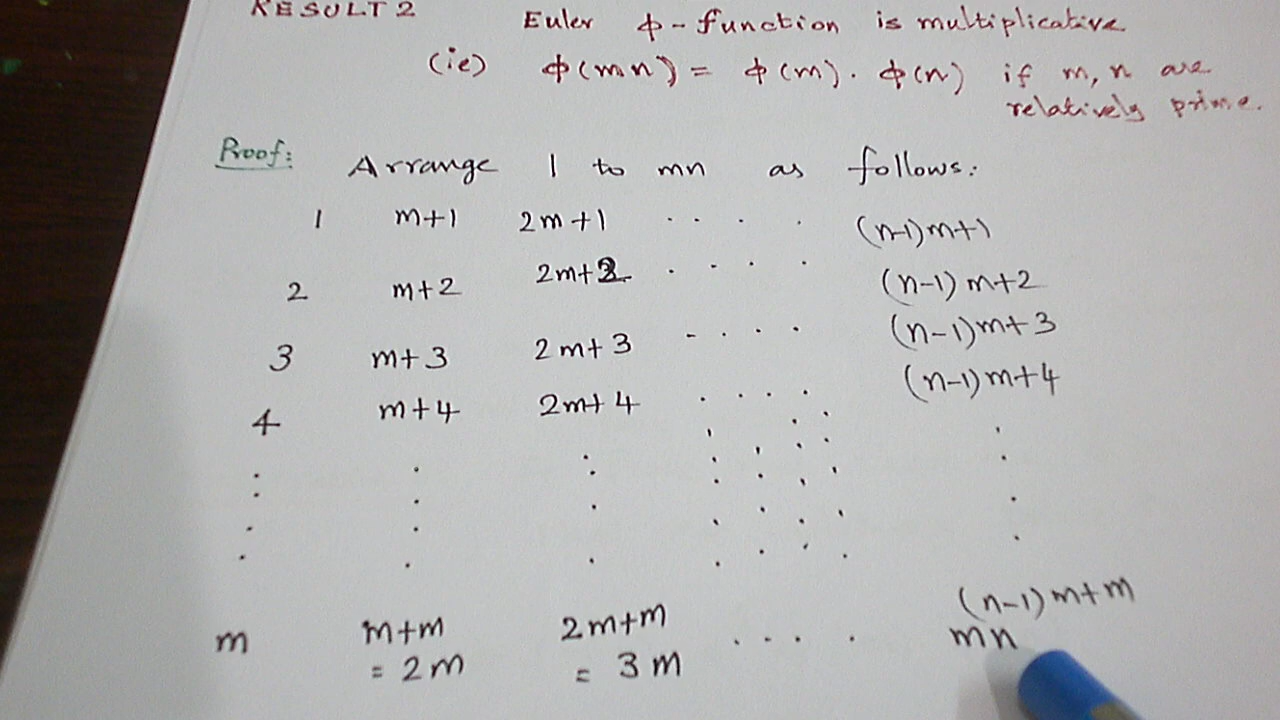 RESULT 2
Euler ϕ-function is multiplicative
(ie) ϕ(mn) = ϕ(m). ϕ(n) if m, n are
relatively prime.
Proof: Arrange 1 to mn as follows:
1 m+1 2m+1 . . . . (n-1)m+1
2 m+2 2m+2 . . . . (n-1)m+2
3 m+3 2m+3 . . . . (n-1)m+3
4 m+4 2m+4 . . . . (n-1)m+4
(n-1)m+m
m m+m 2m+m . . . . mn
= 2m = 3m